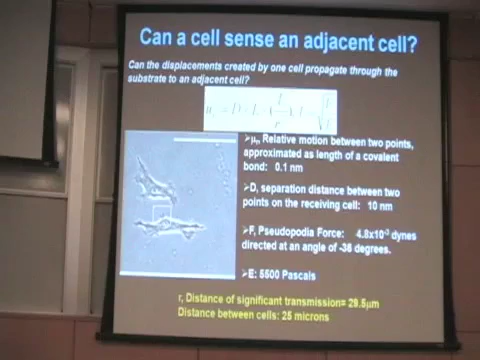 Can a cell sense an adjacent cell?
Can the displacements created by one cell propagate through the
substrate to an adjacent cell?
➢μr, Relative motion between two points,
approximated as length of a covalent
bond: 0.1 nm
➢D, separation distance between two
points on the receiving cell: 10 nm
➢F, Pseudopodia Force: 4.8x10⁻³ dynes
directed at an angle of -38 degrees.
➢E: 5500 Pascals
r, Distance of significant transmission= 29.5μm
Distance between cells: 25 microns